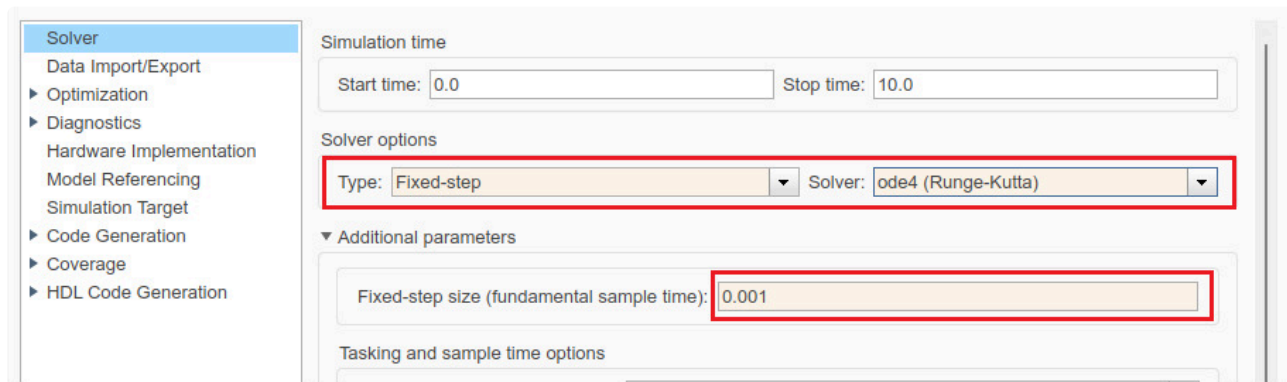 Solver
Data Import/Export
Optimization
Diagnostics
Hardware Implementation
Model Referencing
Simulation Target
Code Generation
Coverage
HDL Code Generation
Simulation time
Start time: 0.0 Stop time: 10.0
Solver options
Type: Fixed-step Solver: ode4 (Runge-Kutta)
Additional parameters
Fixed-step size (fundamental sample time): 0.001
Tasking and sample time options